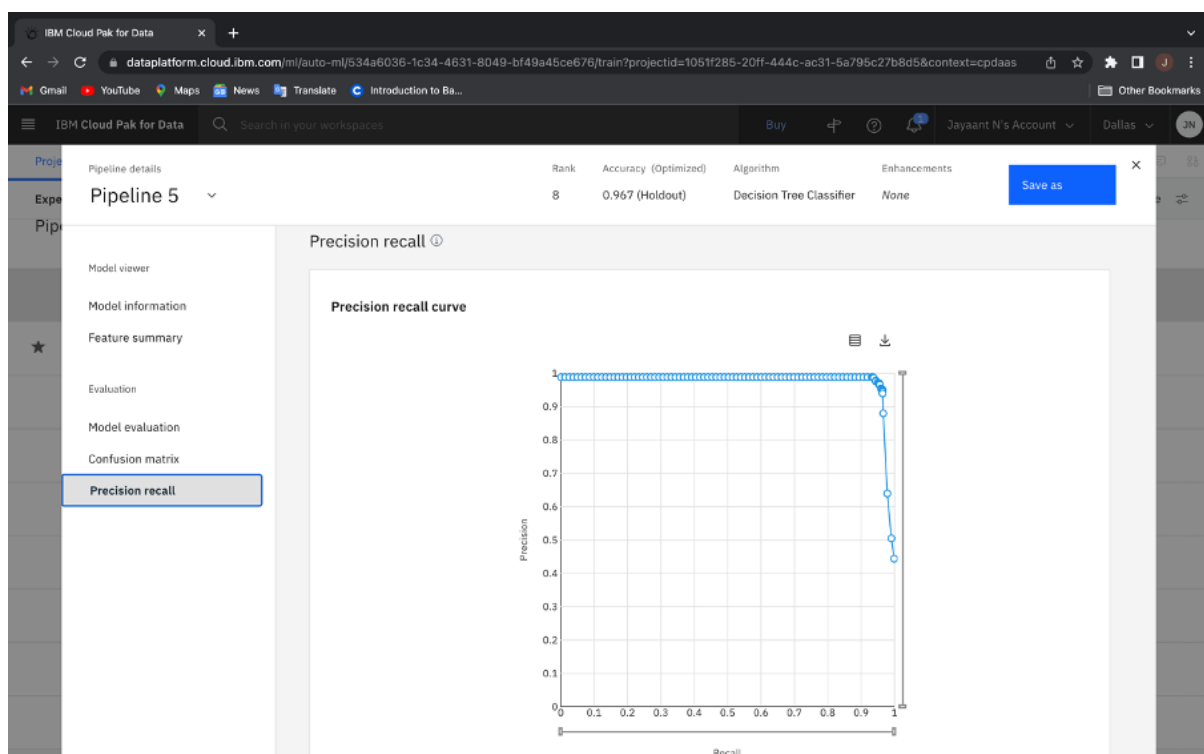 IBM Cloud Pak for Data
dataplatform.cloud.ibm.com/ml/auto-ml/534a6036-1c34-4631-8049-bf49a45ce676/train?projectid=1051f285-20ff-444c-ac31-5a795c27b8d5&context=cpdaas
J
Gmail YouTube Maps News Translate Introduction to Ba... Other Bookmarks
IBM Cloud Pak for Data Search in your workspaces Buy Jayaant N's Account Dallas JN
Proje
Expe
Pip
Pipeline details
Pipeline 5
Rank Accuracy (Optimized) Algorithm Enhancements
8 0.967 (Holdout) Decision Tree Classifier None
Save as
Model viewer
Model information
Feature summary
Evaluation
Model evaluation
Confusion matrix
Precision recall
Precision recall
Precision recall curve
1
0.9
0.8
0.7
0.6
0.5
0.4
0.3
0.2
0.1
0
Precision
0 0.1 0.2 0.3 0.4 0.5 0.6 0.7 0.8 0.9 1
Recall